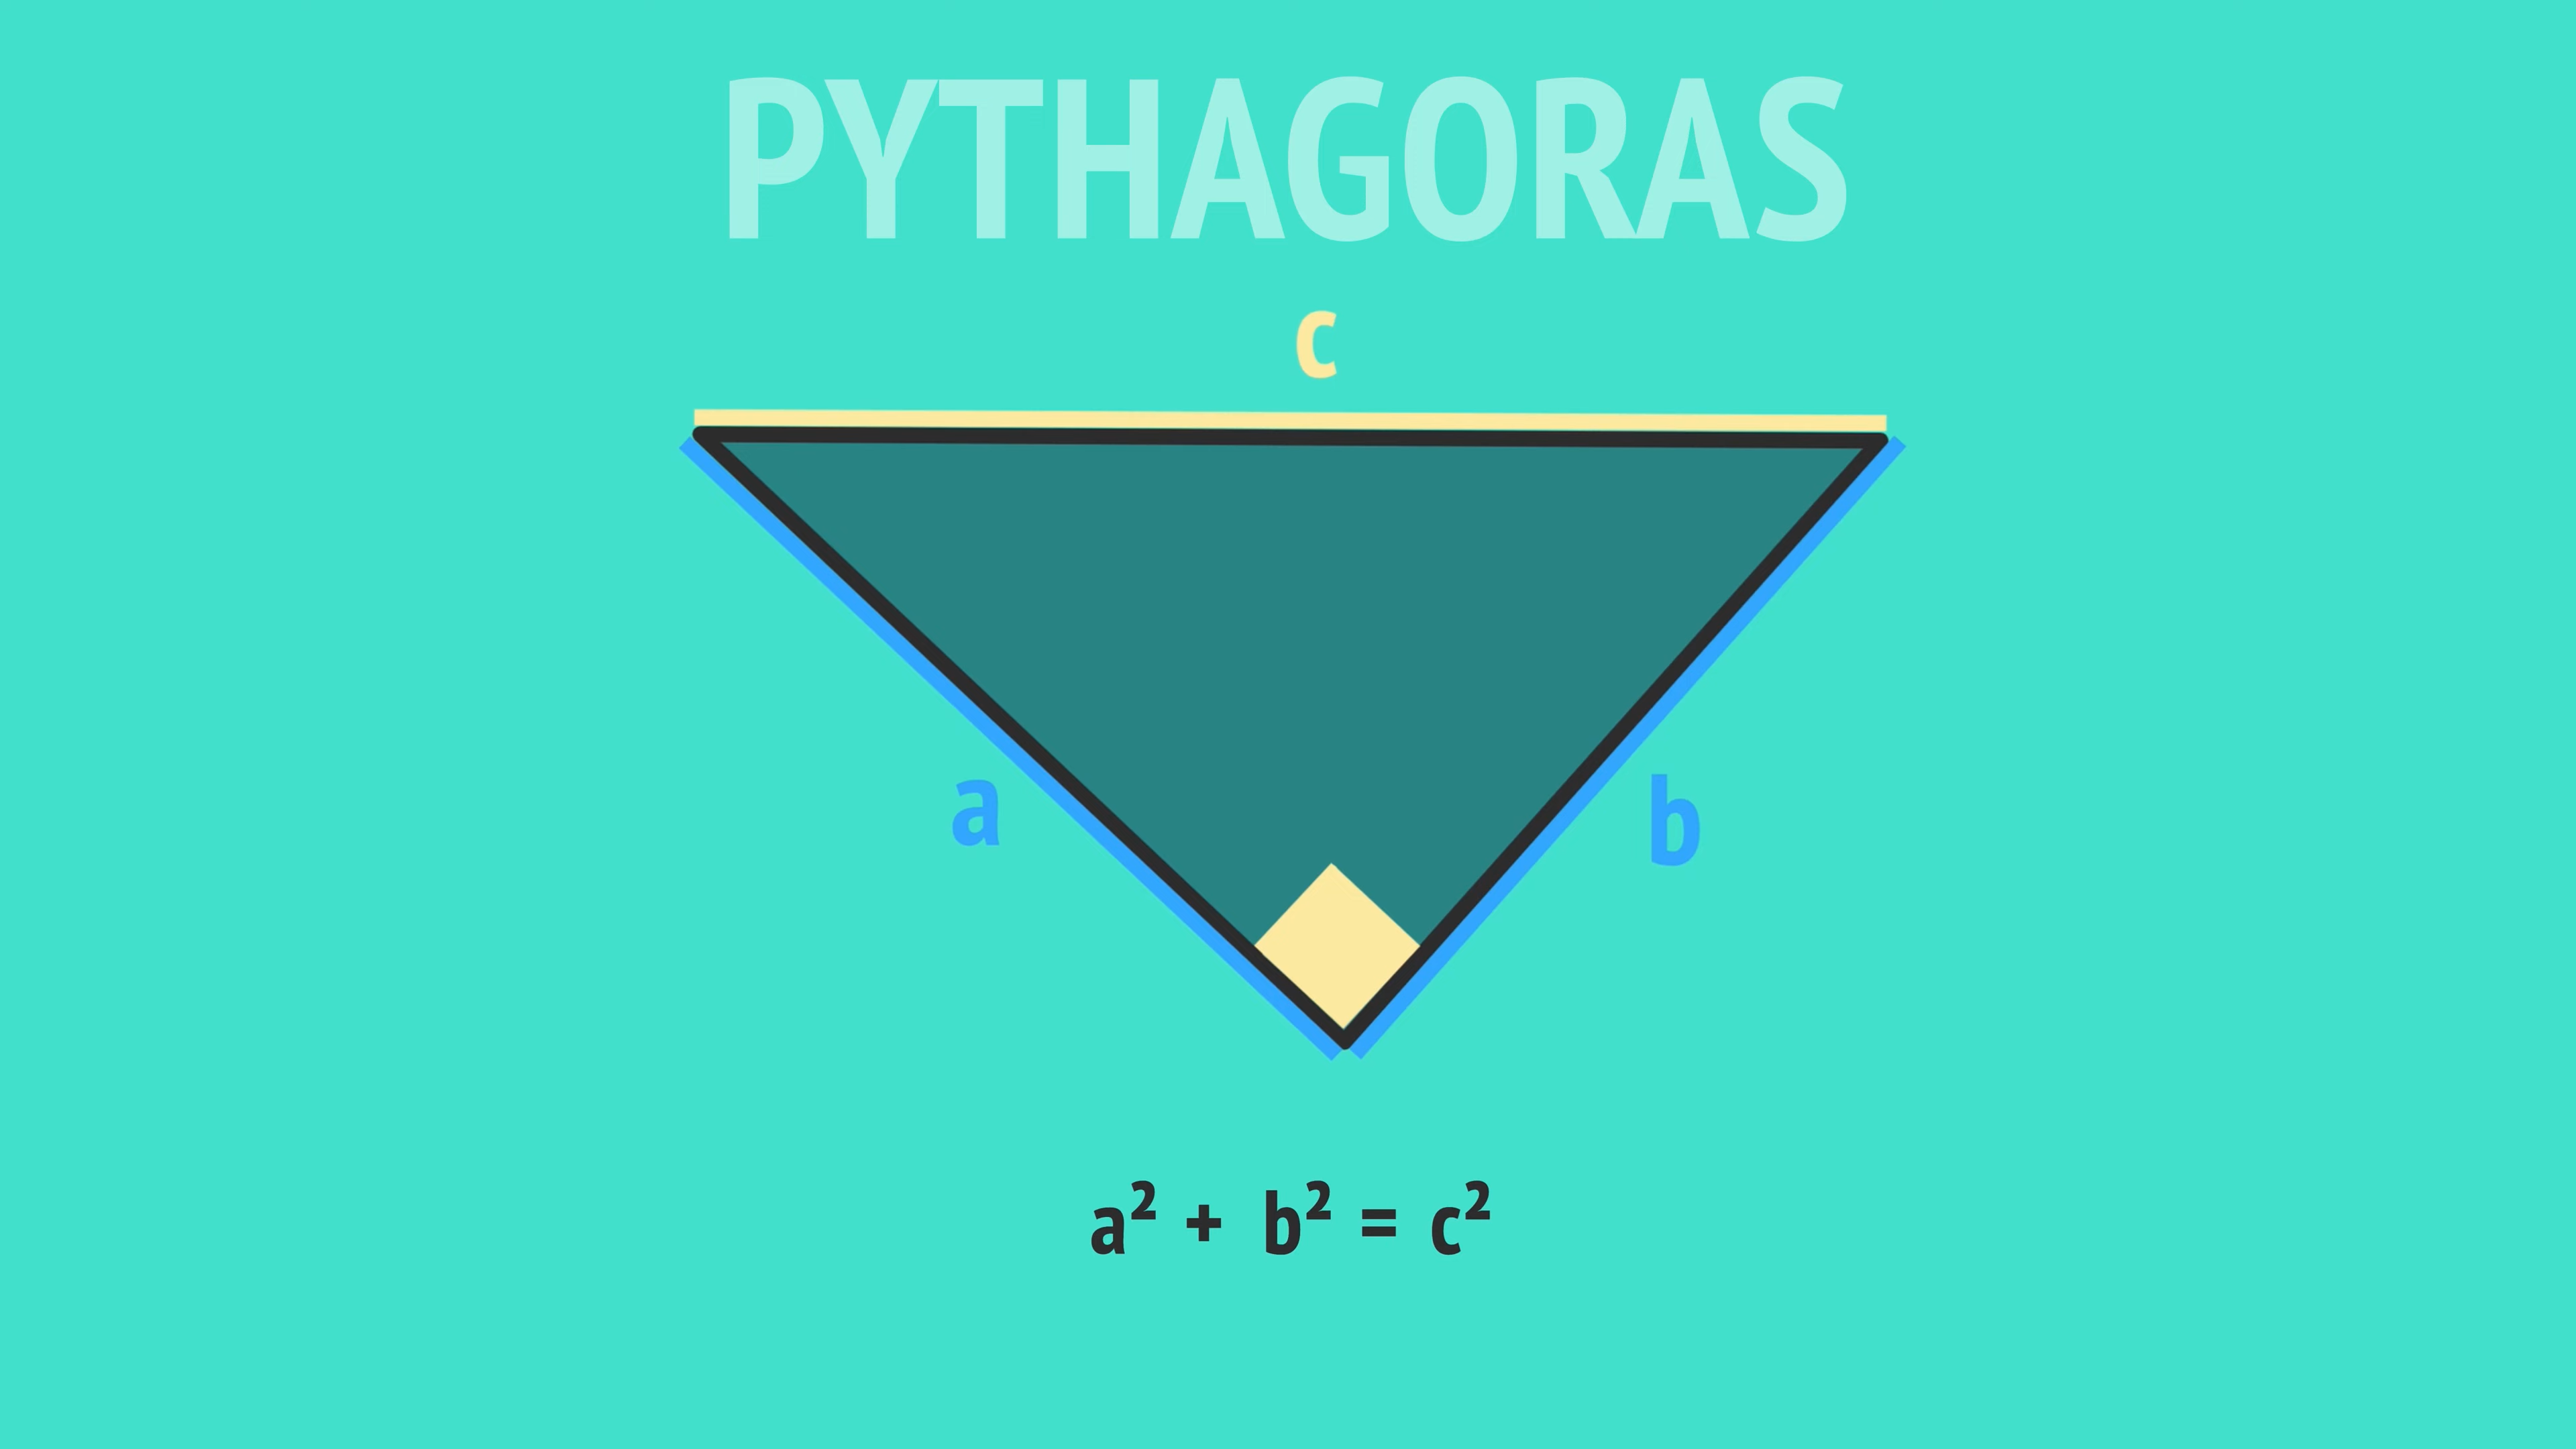 PYTHAGORAS
c
a b
a² + b² = c²